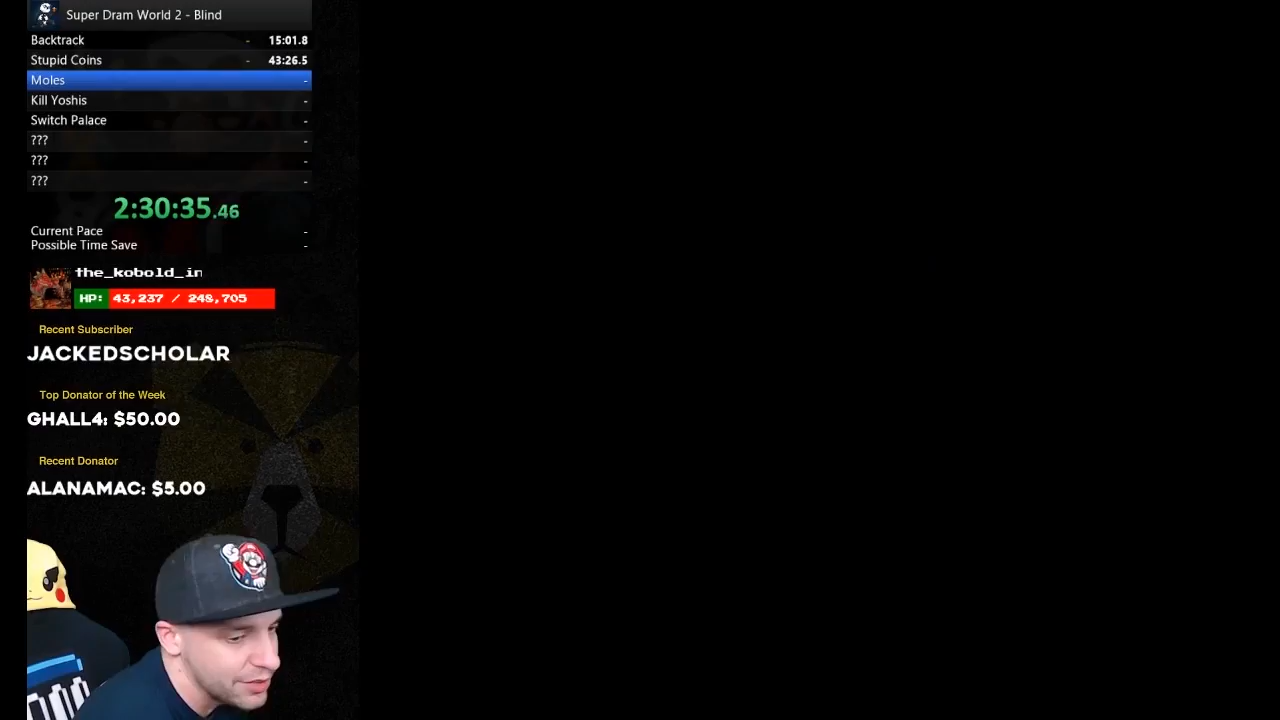 Super Dram World 2 - Blind
Backtrack - 15:01.8
Stupid Coins - 43:26.5
Moles -
Kill Yoshis -
Switch Palace -
??? -
??? -
??? -
2:30:35.46
Current Pace -
Possible Time Save -
the_kobold_in
HP: 43,237 / 248,705
Recent Subscriber
JACKEDSCHOLAR
Top Donator of the Week
GHALL4: $50.00
Recent Donator
ALANAMAC: $5.00